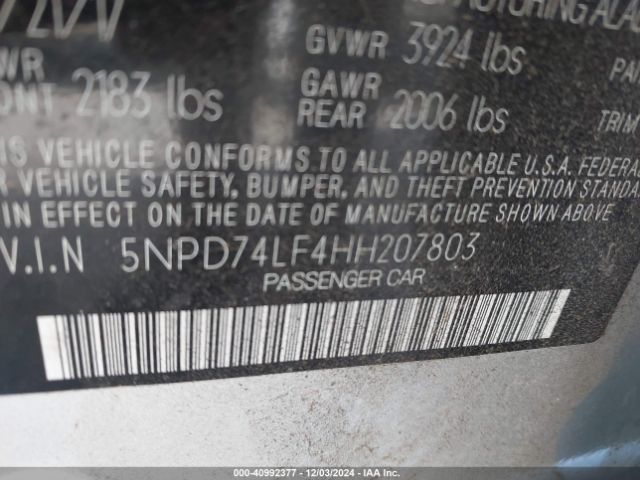 GVWR 3924 lbs
2183 lbs
GAWR
REAR 2006 lbs
TRIM
VEHICLE CONFORMS TO ALL APPLICABLE U.S.A. FEDERAL
VEHICLE SAFETY, BUMPER, AND THEFT PREVENTION STANDA
IN EFFECT ON THE DATE OF MANUFACTURE SHOWN ABOVE.
V.I.N 5NPD74LF4HH207803
PASSENGER CAR
000-40992377 - 12/03/2024 - IAA Inc.